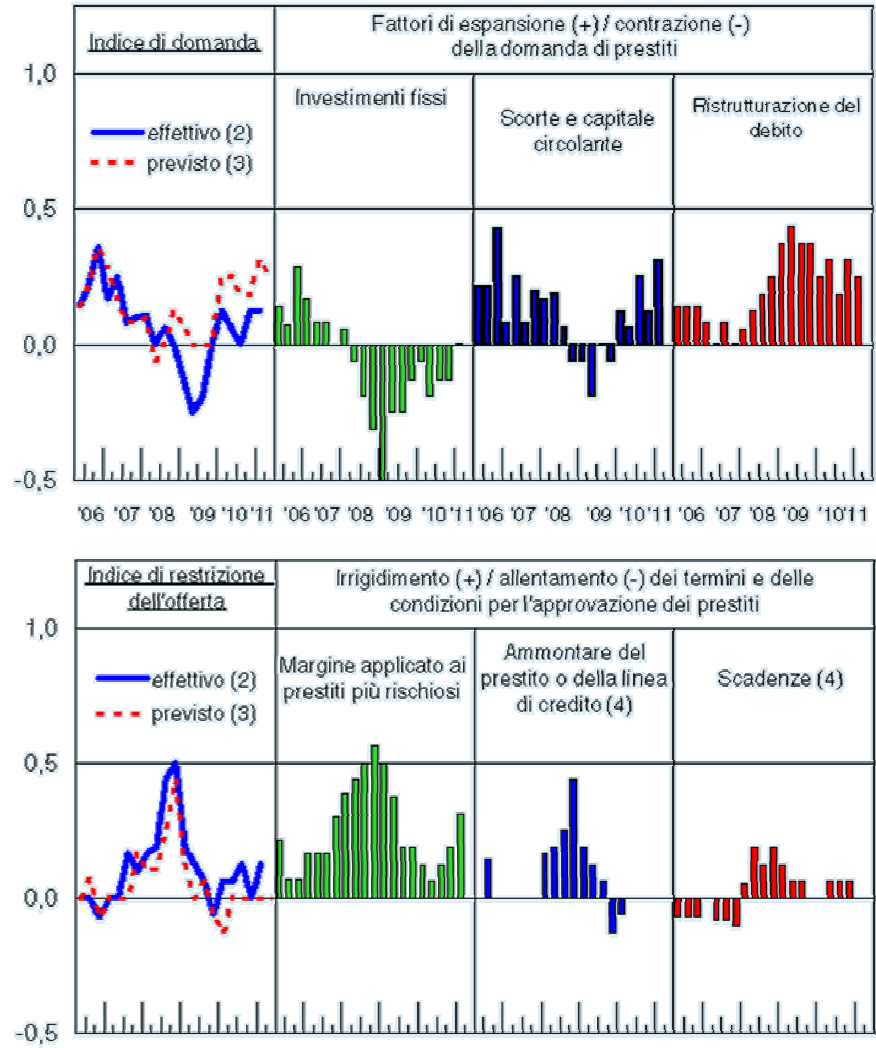 Indice di domanda
Fattori di espansione (+) / contrazione (-)
della domanda di prestiti
1,0
Investimenti fissi
Scorte e capitale
circolante
Ristrutturazione del
debito
effettivo (2)
previsto (3)
0,5
0,0
-0,5
'06 '07 '08 '09 '10 '11
'06 '07 '08 '09 '10 '11
'06 '07 '08 '09 '10 '11
'06 '07 '08 '09 '10 '11
Indice di restrizione
dell'offerta
Irrigidimento (+) / allentamento (-) dei termini e delle
condizioni per l'approvazione dei prestiti
1,0
Margine applicato ai
prestiti più rischiosi
Ammontare del
prestito o della linea
di credito (4)
Scadenze (4)
effettivo (2)
previsto (3)
0,5
0,0
-0,5